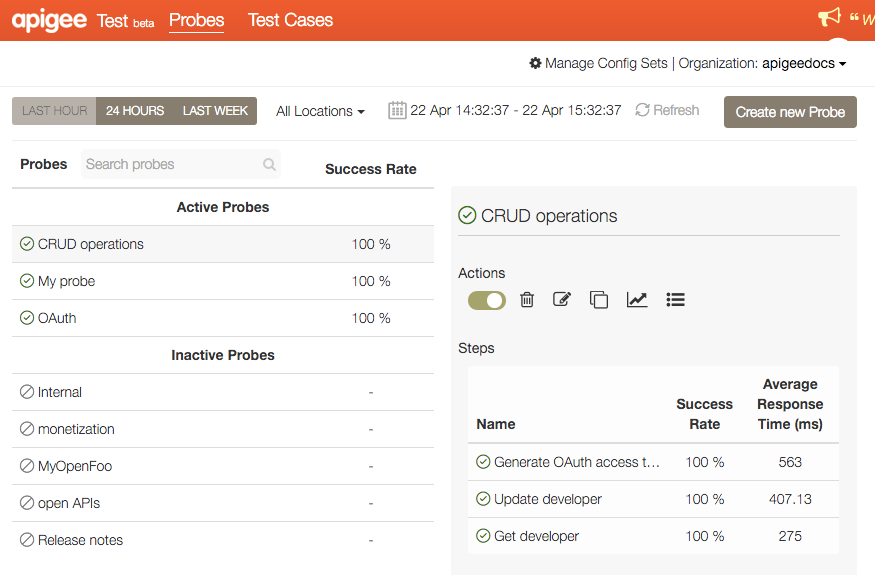 apigee Test beta Probes Test Cases “
Manage Config Sets | Organization: apigeedocs
LAST HOUR 24 HOURS LAST WEEK All Locations 22 Apr 14:32:37 - 22 Apr 15:32:37 Refresh Create new Probe
Probes Search probes Success Rate
Active Probes
CRUD operations 100 %
My probe 100 %
OAuth 100 %
Inactive Probes
Internal -
monetization -
MyOpenFoo -
open APIs -
Release notes -
CRUD operations
Actions
Steps
Name Success Rate Average Response Time (ms)
Generate OAuth access t... 100 % 563
Update developer 100 % 407.13
Get developer 100 % 275